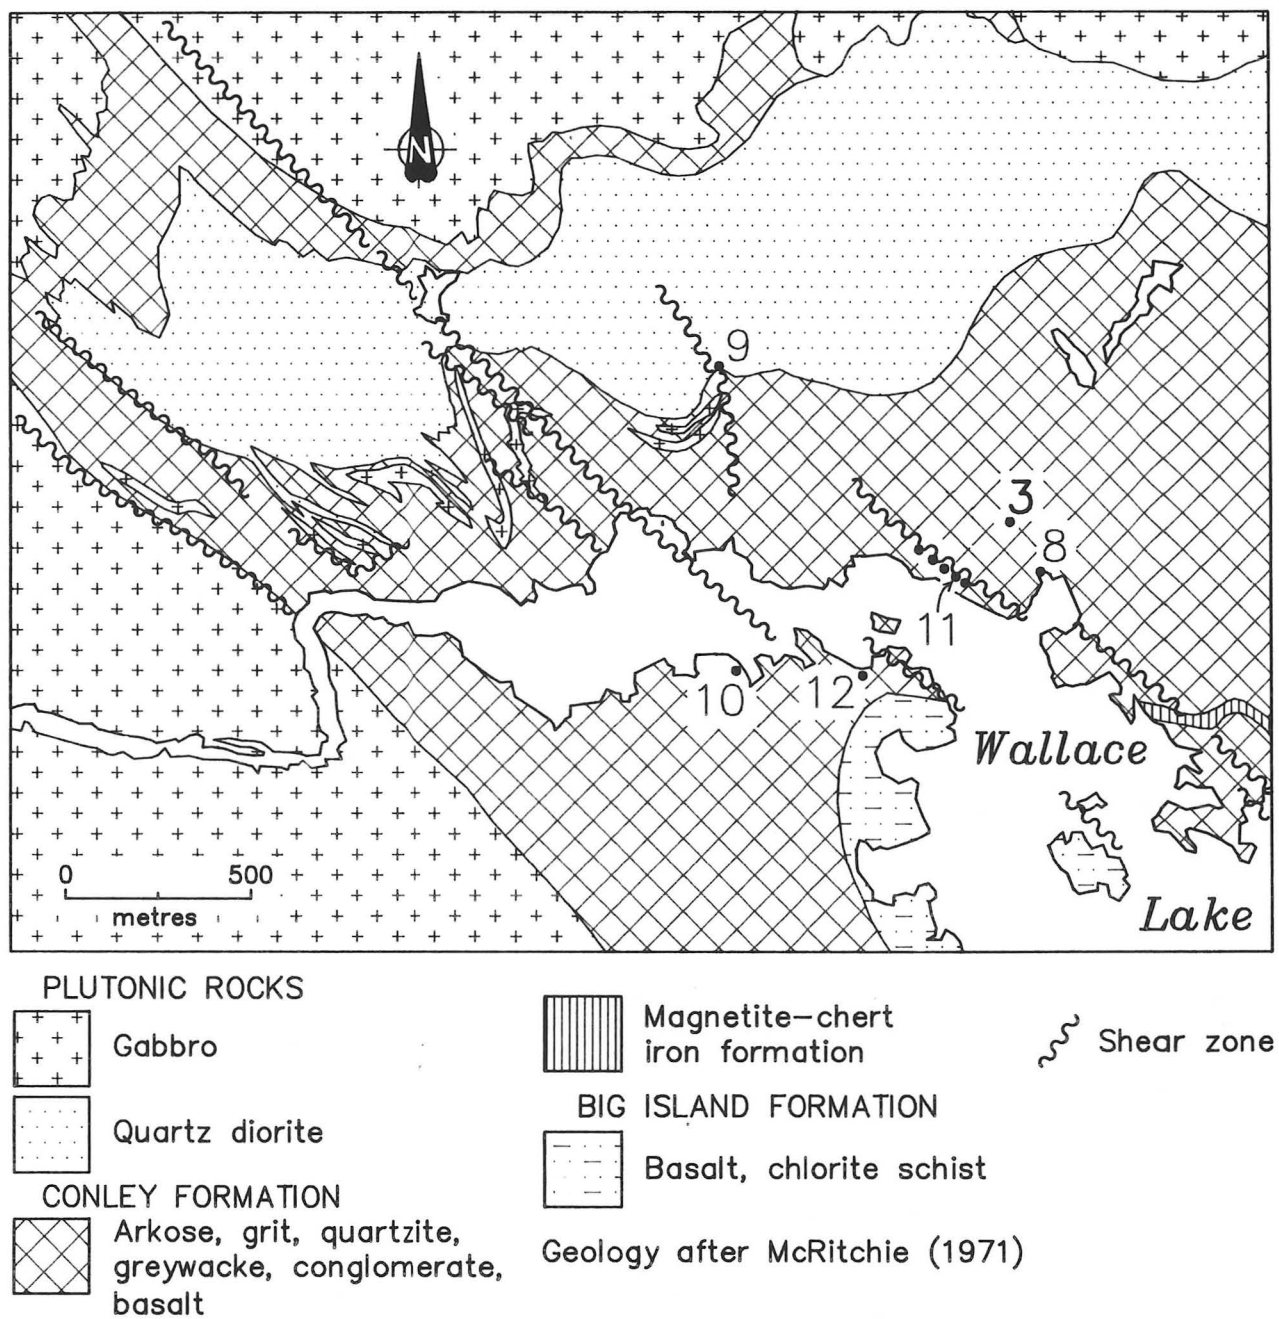 N
9
3
8
11
10
12
Wallace
Lake
0 500
metres
PLUTONIC ROCKS
Gabbro
Quartz diorite
CONLEY FORMATION
Arkose, grit, quartzite,
greywacke, conglomerate,
basalt
Magnetite-chert
iron formation
BIG ISLAND FORMATION
Basalt, chlorite schist
Geology after McRitchie (1971)
Shear zone